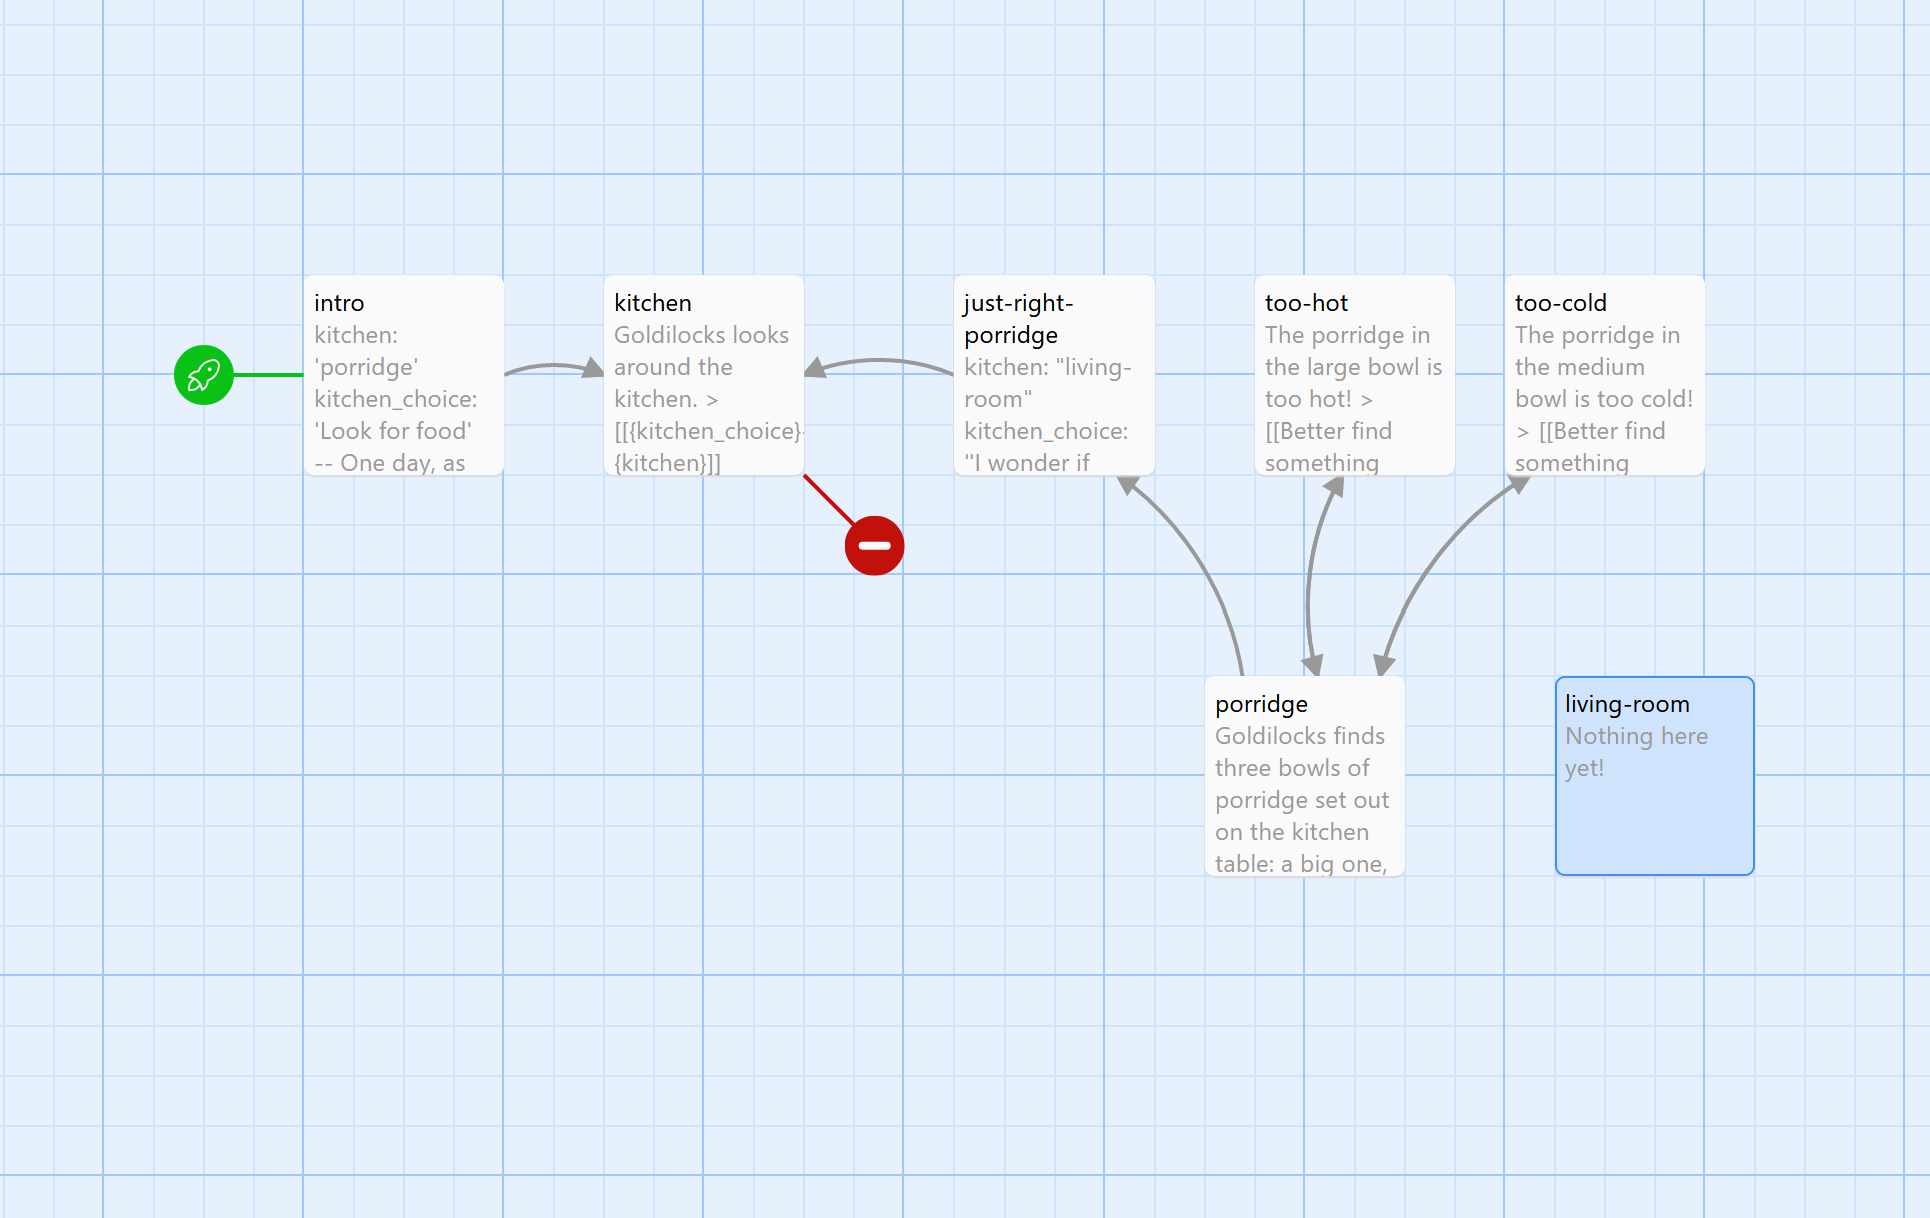 intro
kitchen:
'porridge'
kitchen_choice:
'Look for food'
-- One day, as
kitchen
Goldilocks looks
around the
kitchen. >
[[{kitchen_choice}-
{kitchen}]]
just-right-
porridge
kitchen: "living-
room"
kitchen_choice:
"I wonder if
too-hot
The porridge in
the large bowl is
too hot! >
[[Better find
something
too-cold
The porridge in
the medium
bowl is too cold!
> [[Better find
something
porridge
Goldilocks finds
three bowls of
porridge set out
on the kitchen
table: a big one,
living-room
Nothing here
yet!